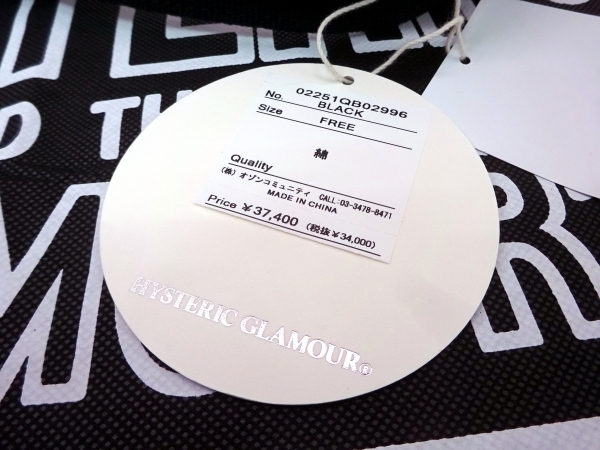 No. 02251QB02996
BLACK
Size FREE
綿
Quality
(株) オゾンコミュニティ CALL:03-3478-8471
MADE IN CHINA
Price ¥37,400 (税抜¥34,000)
HYSTERIC GLAMOUR®